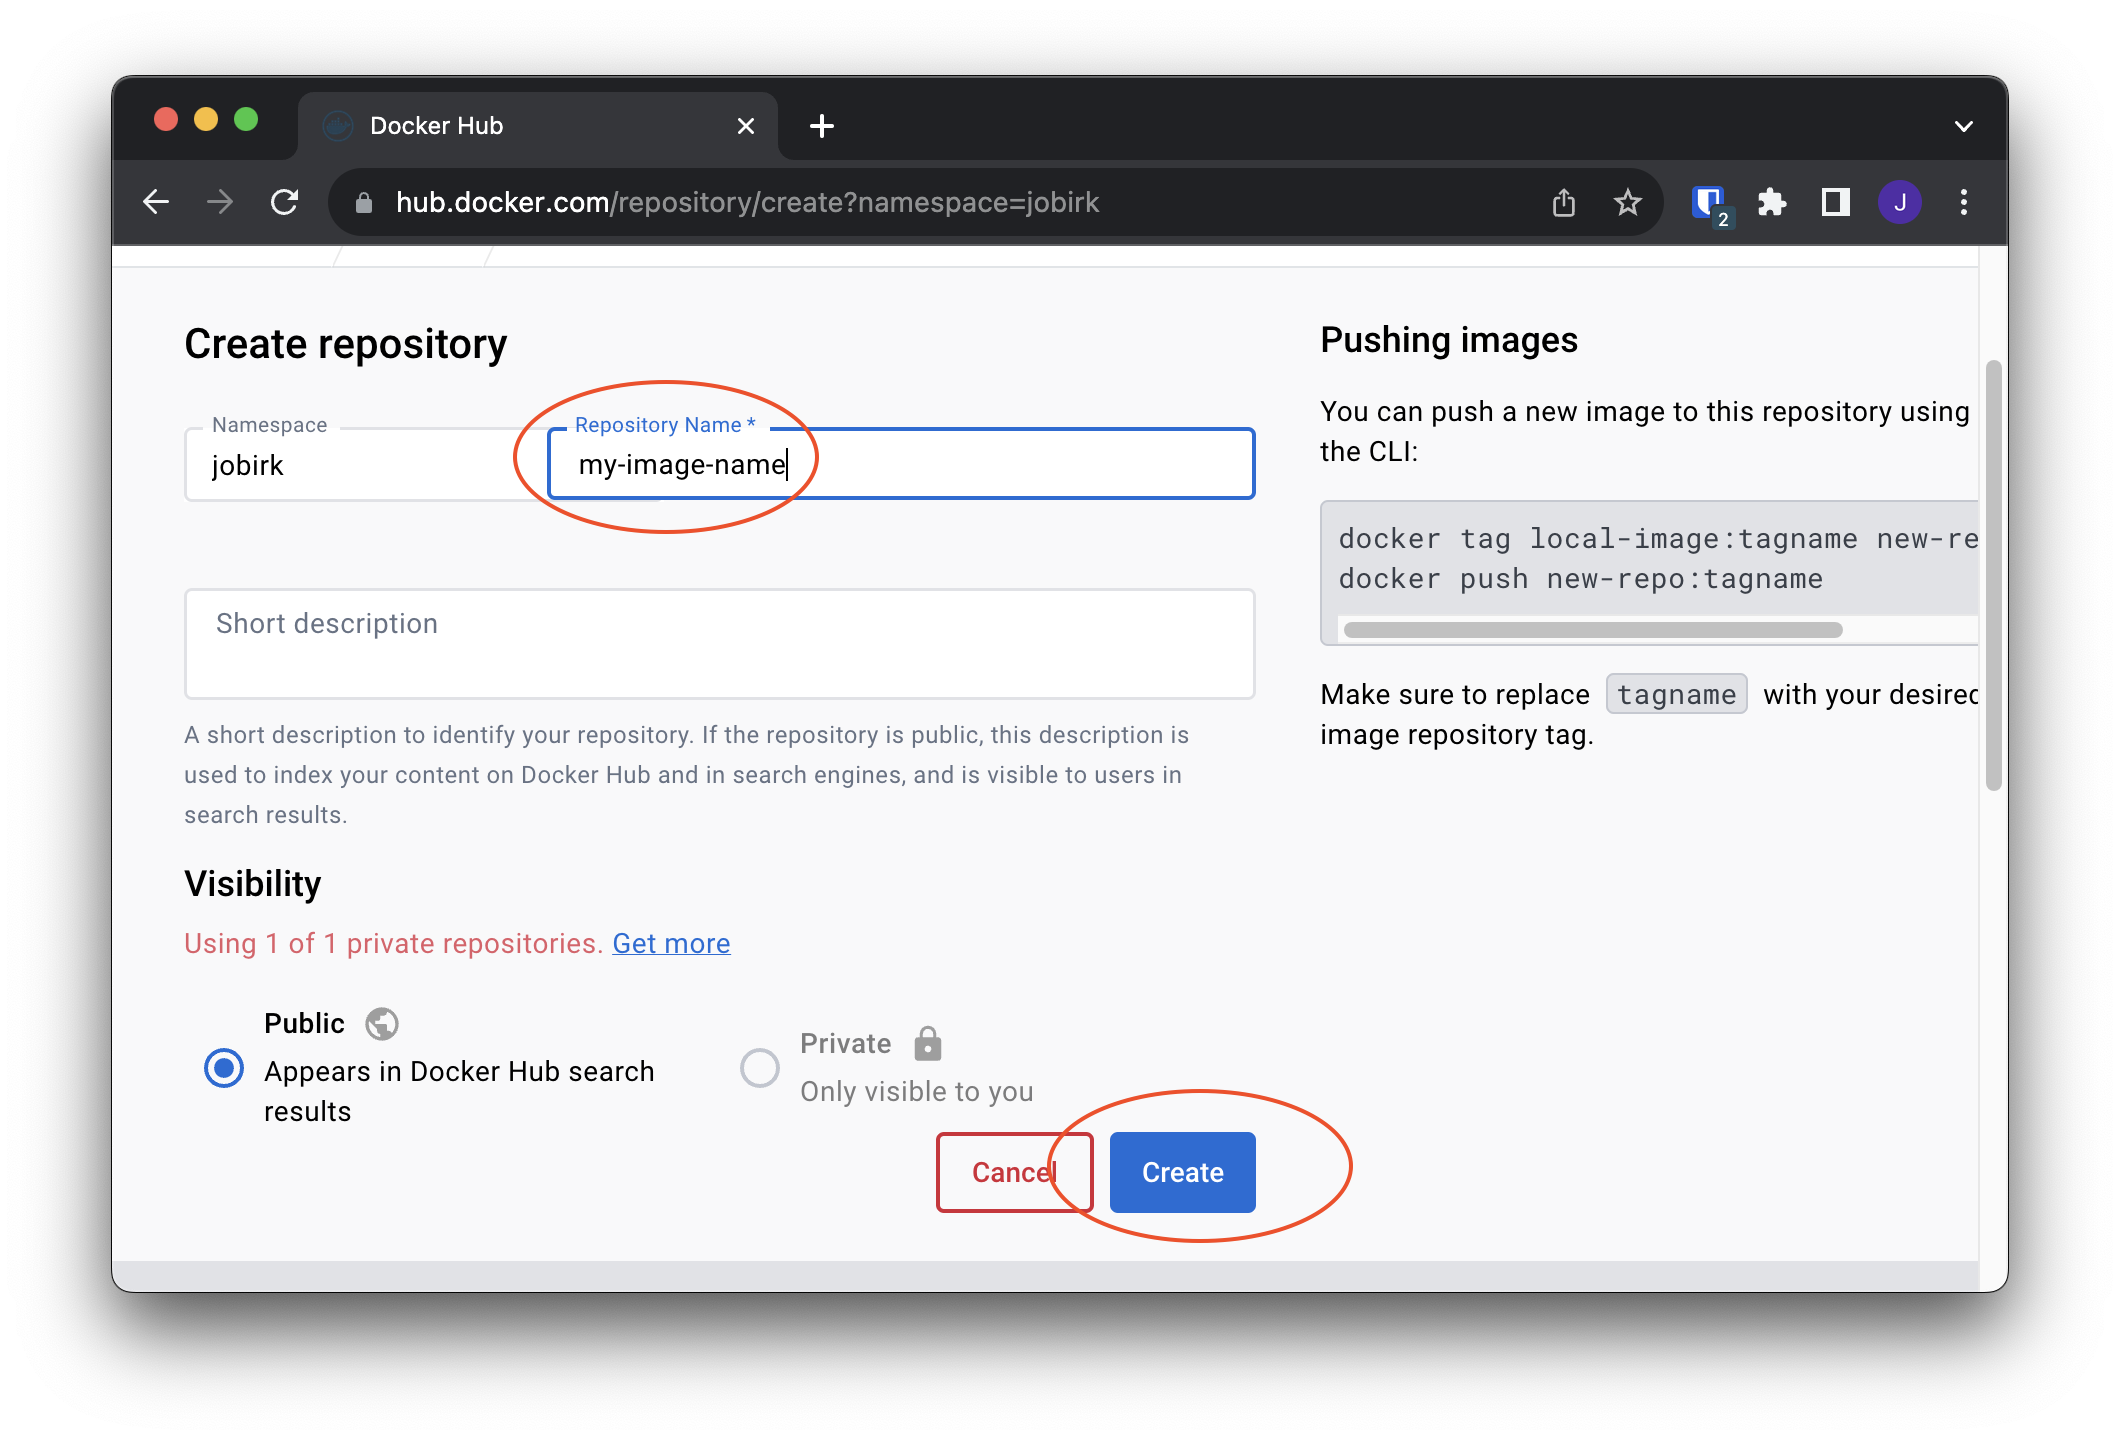 Docker Hub
hub.docker.com/repository/create?namespace=jobirk
2
J
Create repository
Namespace
jobirk
Repository Name *
my-image-name
Short description
A short description to identify your repository. If the repository is public, this description is
used to index your content on Docker Hub and in search engines, and is visible to users in
search results.
Visibility
Using 1 of 1 private repositories. Get more
Public
Appears in Docker Hub search
results
Private
Only visible to you
Cancel
Create
Pushing images
You can push a new image to this repository using
the CLI:
docker tag local-image:tagname new-re
docker push new-repo:tagname
Make sure to replace tagname with your desired
image repository tag.